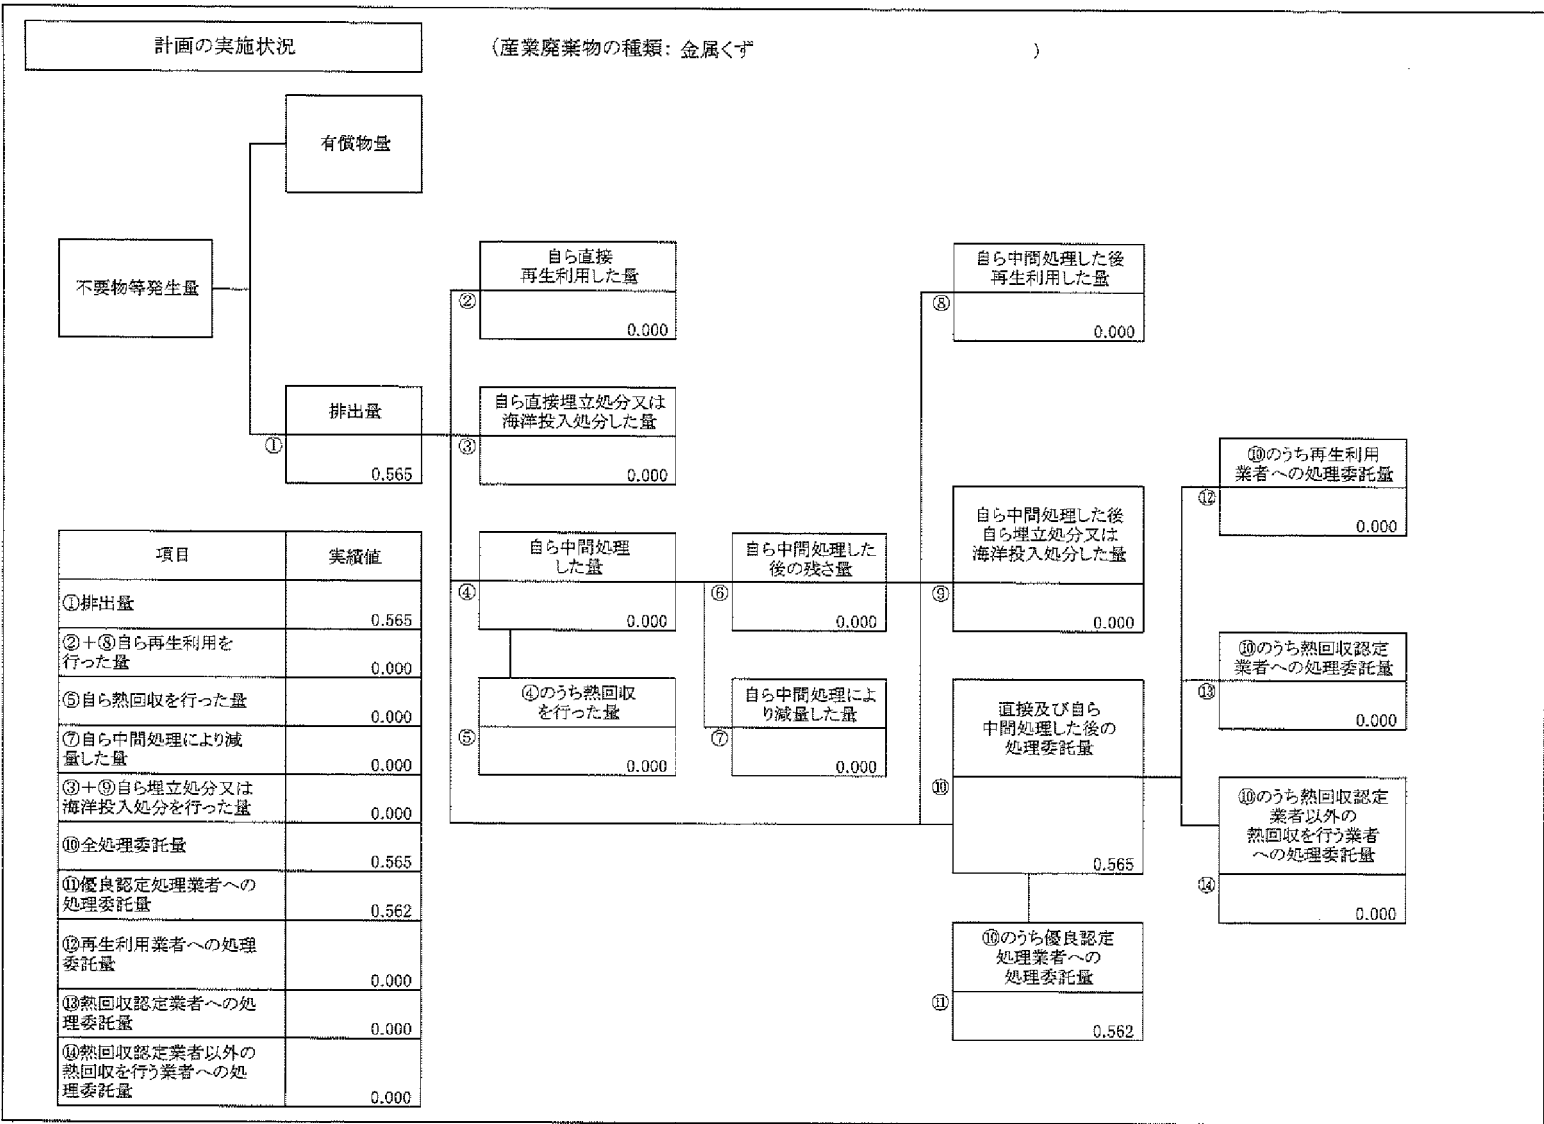 計画の実施状況
(産業廃棄物の種類: 金属くず )
有償物量
不要物等発生量
排出量
①
0.565
自ら直接
再生利用した量
②
0.000
自ら直接埋立処分又は
海洋投入処分した量
③
0.000
自ら中間処理
した量
④
0.000
④のうち熱回収
を行った量
⑤
0.000
自ら中間処理した
後の残さ量
⑥
0.000
自ら中間処理によ
り減量した量
⑦
0.000
自ら中間処理した後
再生利用した量
⑧
0.000
自ら中間処理した後
自ら埋立処分又は
海洋投入処分した量
⑨
0.000
直接及び自ら
中間処理した後の
処理委託量
⑩
0.565
⑩のうち優良認定
処理業者への
処理委託量
⑪
0.562
⑩のうち再生利用
業者への処理委託量
⑫
0.000
⑩のうち熱回収認定
業者への処理委託量
⑬
0.000
⑩のうち熱回収認定
業者以外の
熱回収を行う業者
への処理委託量
⑭
0.000
項目 実績値
①排出量
0.565
②+⑧自ら再生利用を
行った量
0.000
⑤自ら熱回収を行った量
0.000
⑦自ら中間処理により減
量した量
0.000
③+⑨自ら埋立処分又は
海洋投入処分を行った量
0.000
⑩全処理委託量
0.565
⑪優良認定処理業者への
処理委託量
0.562
⑫再生利用業者への処理
委託量
0.000
⑬熱回収認定業者への処
理委託量
0.000
⑭熱回収認定業者以外の
熱回収を行う業者への処
理委託量
0.000